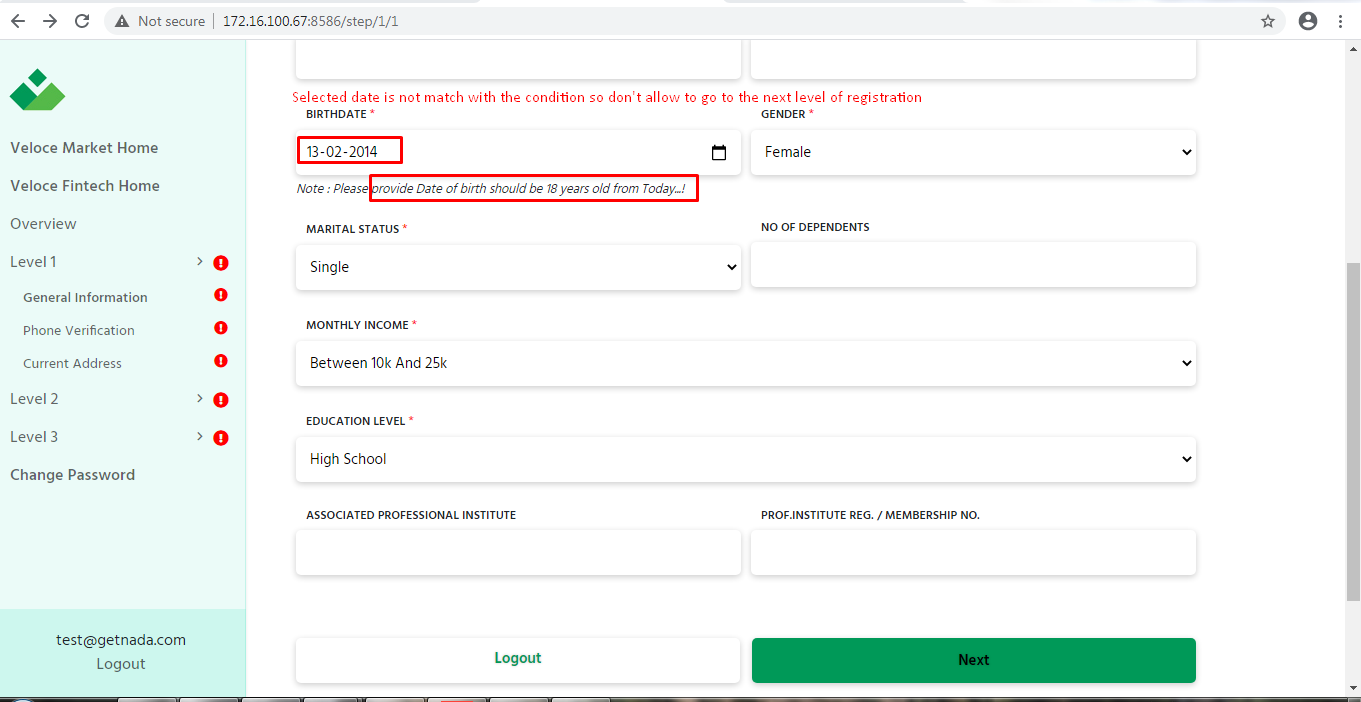 Not secure | 172.16.100.67:8586/step/1/1
Veloce Market Home
Veloce Fintech Home
Overview
Level 1
General Information
Phone Verification
Current Address
Level 2
Level 3
Change Password
test@getnada.com
Logout
Selected date is not match with the condition so don't allow to go to the next level of registration
BIRTHDATE *
GENDER *
13-02-2014
Female
Note : Please provide Date of birth should be 18 years old from Today...!
MARITAL STATUS *
NO OF DEPENDENTS
Single
MONTHLY INCOME *
Between 10k And 25k
EDUCATION LEVEL *
High School
ASSOCIATED PROFESSIONAL INSTITUTE
PROF.INSTITUTE REG. / MEMBERSHIP NO.
Logout
Next